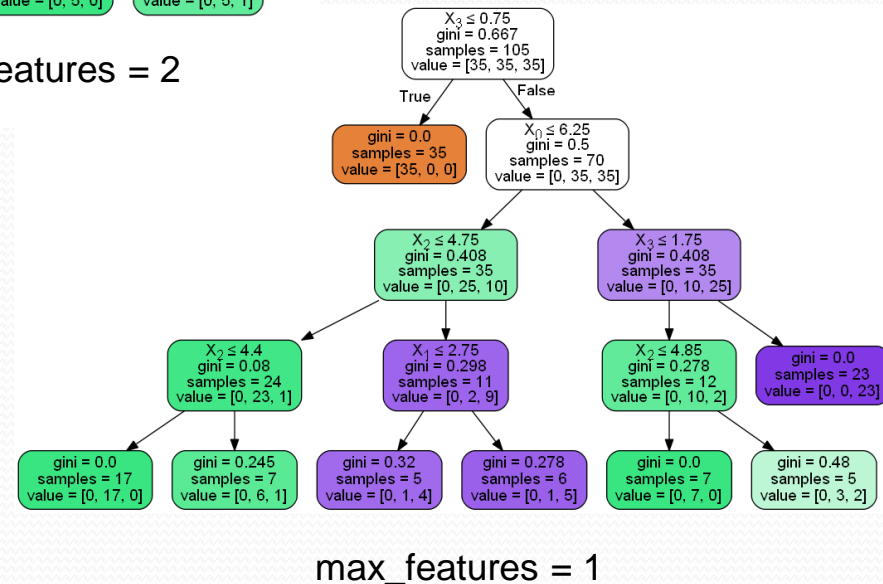 value = [0, 5, 0]
value = [0, 5, 1]
eatures = 2
X3 ≤ 0.75
gini = 0.667
samples = 105
value = [35, 35, 35]
True
False
gini = 0.0
samples = 35
value = [35, 0, 0]
X0 ≤ 6.25
gini = 0.5
samples = 70
value = [0, 35, 35]
X2 ≤ 4.75
gini = 0.408
samples = 35
value = [0, 25, 10]
X3 ≤ 1.75
gini = 0.408
samples = 35
value = [0, 10, 25]
X2 ≤ 4.4
gini = 0.08
samples = 24
value = [0, 23, 1]
X1 ≤ 2.75
gini = 0.298
samples = 11
value = [0, 2, 9]
X2 ≤ 4.85
gini = 0.278
samples = 12
value = [0, 10, 2]
gini = 0.0
samples = 23
value = [0, 0, 23]
gini = 0.0
samples = 17
value = [0, 17, 0]
gini = 0.245
samples = 7
value = [0, 6, 1]
gini = 0.32
samples = 5
value = [0, 1, 4]
gini = 0.278
samples = 6
value = [0, 1, 5]
gini = 0.0
samples = 7
value = [0, 7, 0]
gini = 0.48
samples = 5
value = [0, 3, 2]
max_features = 1